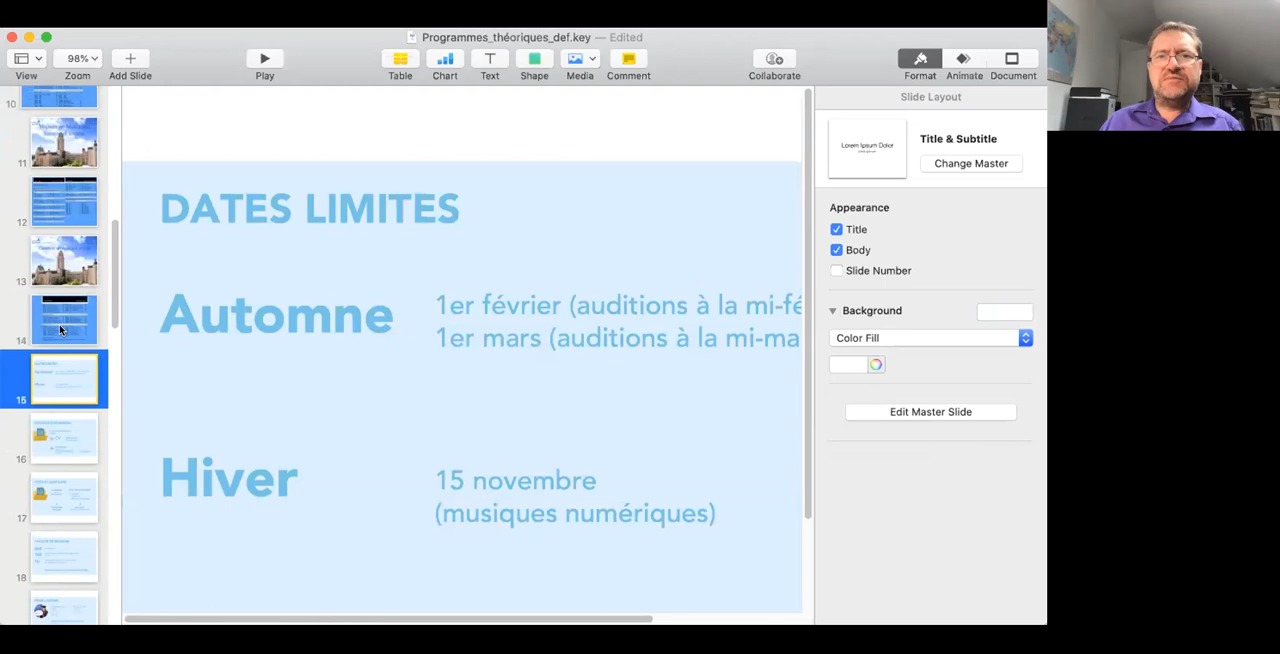 Programmes_théoriques_def.key — Edited
98%
View
Zoom
Add Slide
Play
Table
Chart
Text
Shape
Media
Comment
Collaborate
Format
Animate
Document
10
11
12
13
14
15
16
17
18
DATES LIMITES
Automne
1er février (auditions à la mi-fé
1er mars (auditions à la mi-ma
Hiver
15 novembre
(musiques numériques)
Slide Layout
Lorem Ipsum Dolor
Title & Subtitle
Change Master
Appearance
Title
Body
Slide Number
Background
Color Fill
Edit Master Slide